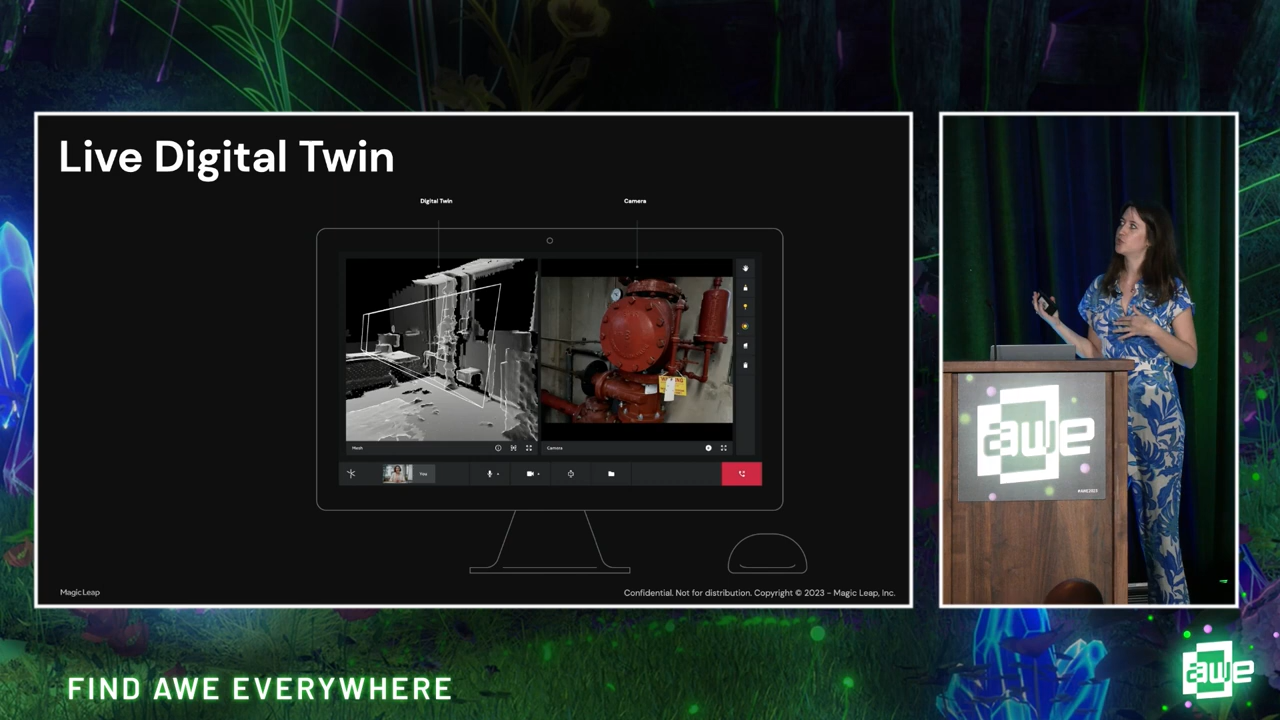 Live Digital Twin
Digital Twin
Camera
Mesh
Camera
You
MagicLeap
Confidential. Not for distribution. Copyright © 2023 - Magic Leap, Inc.
awe
#AWE2023
FIND AWE EVERYWHERE
awe